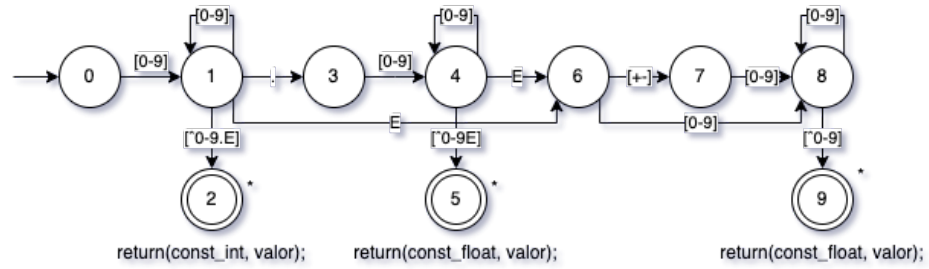 [0-9] [0-9] [0-9]
0 [0-9] 1 . 3 [0-9] 4 E 6 [+-] 7 [0-9] 8
E [0-9]
[^0-9.E] [^0-9E] [^0-9]
2 * 5 * 9 *
return(const_int, valor); return(const_float, valor); return(const_float, valor);